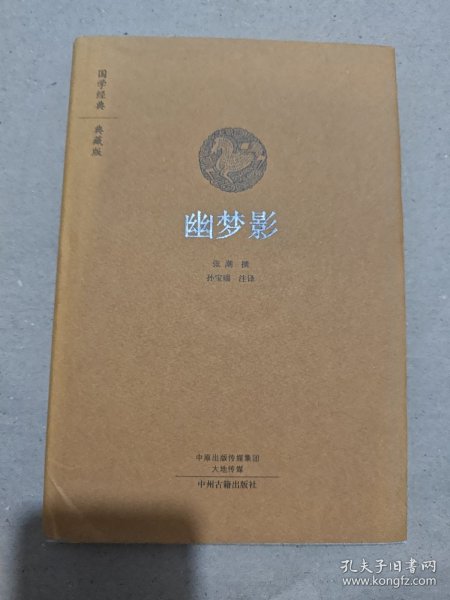 国学经典
典藏版
幽梦影
张潮 撰
孙宝瑞 注译
中原出版传媒集团
大地传媒
中州古籍出版社
孔夫子旧书网
www.kongfz.com